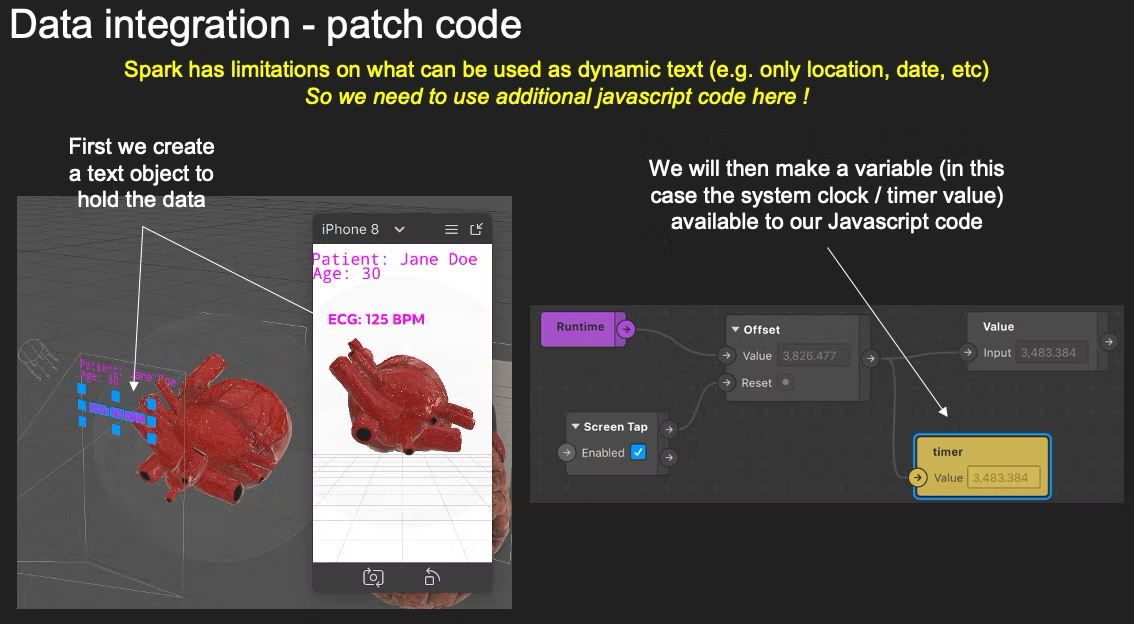 Data integration - patch code
Spark has limitations on what can be used as dynamic text (e.g. only location, date, etc)
So we need to use additional javascript code here !
First we create
a text object to
hold the data
We will then make a variable (in this
case the system clock / timer value)
available to our Javascript code
iPhone 8
Patient: Jane Doe
Age: 30
ECG: 125 BPM
Patient: Jane Doe
Age: 30
Runtime
Offset
Value 3,826.477
Reset
Screen Tap
Enabled
Value
Input 3,483.384
timer
Value 3,483.384